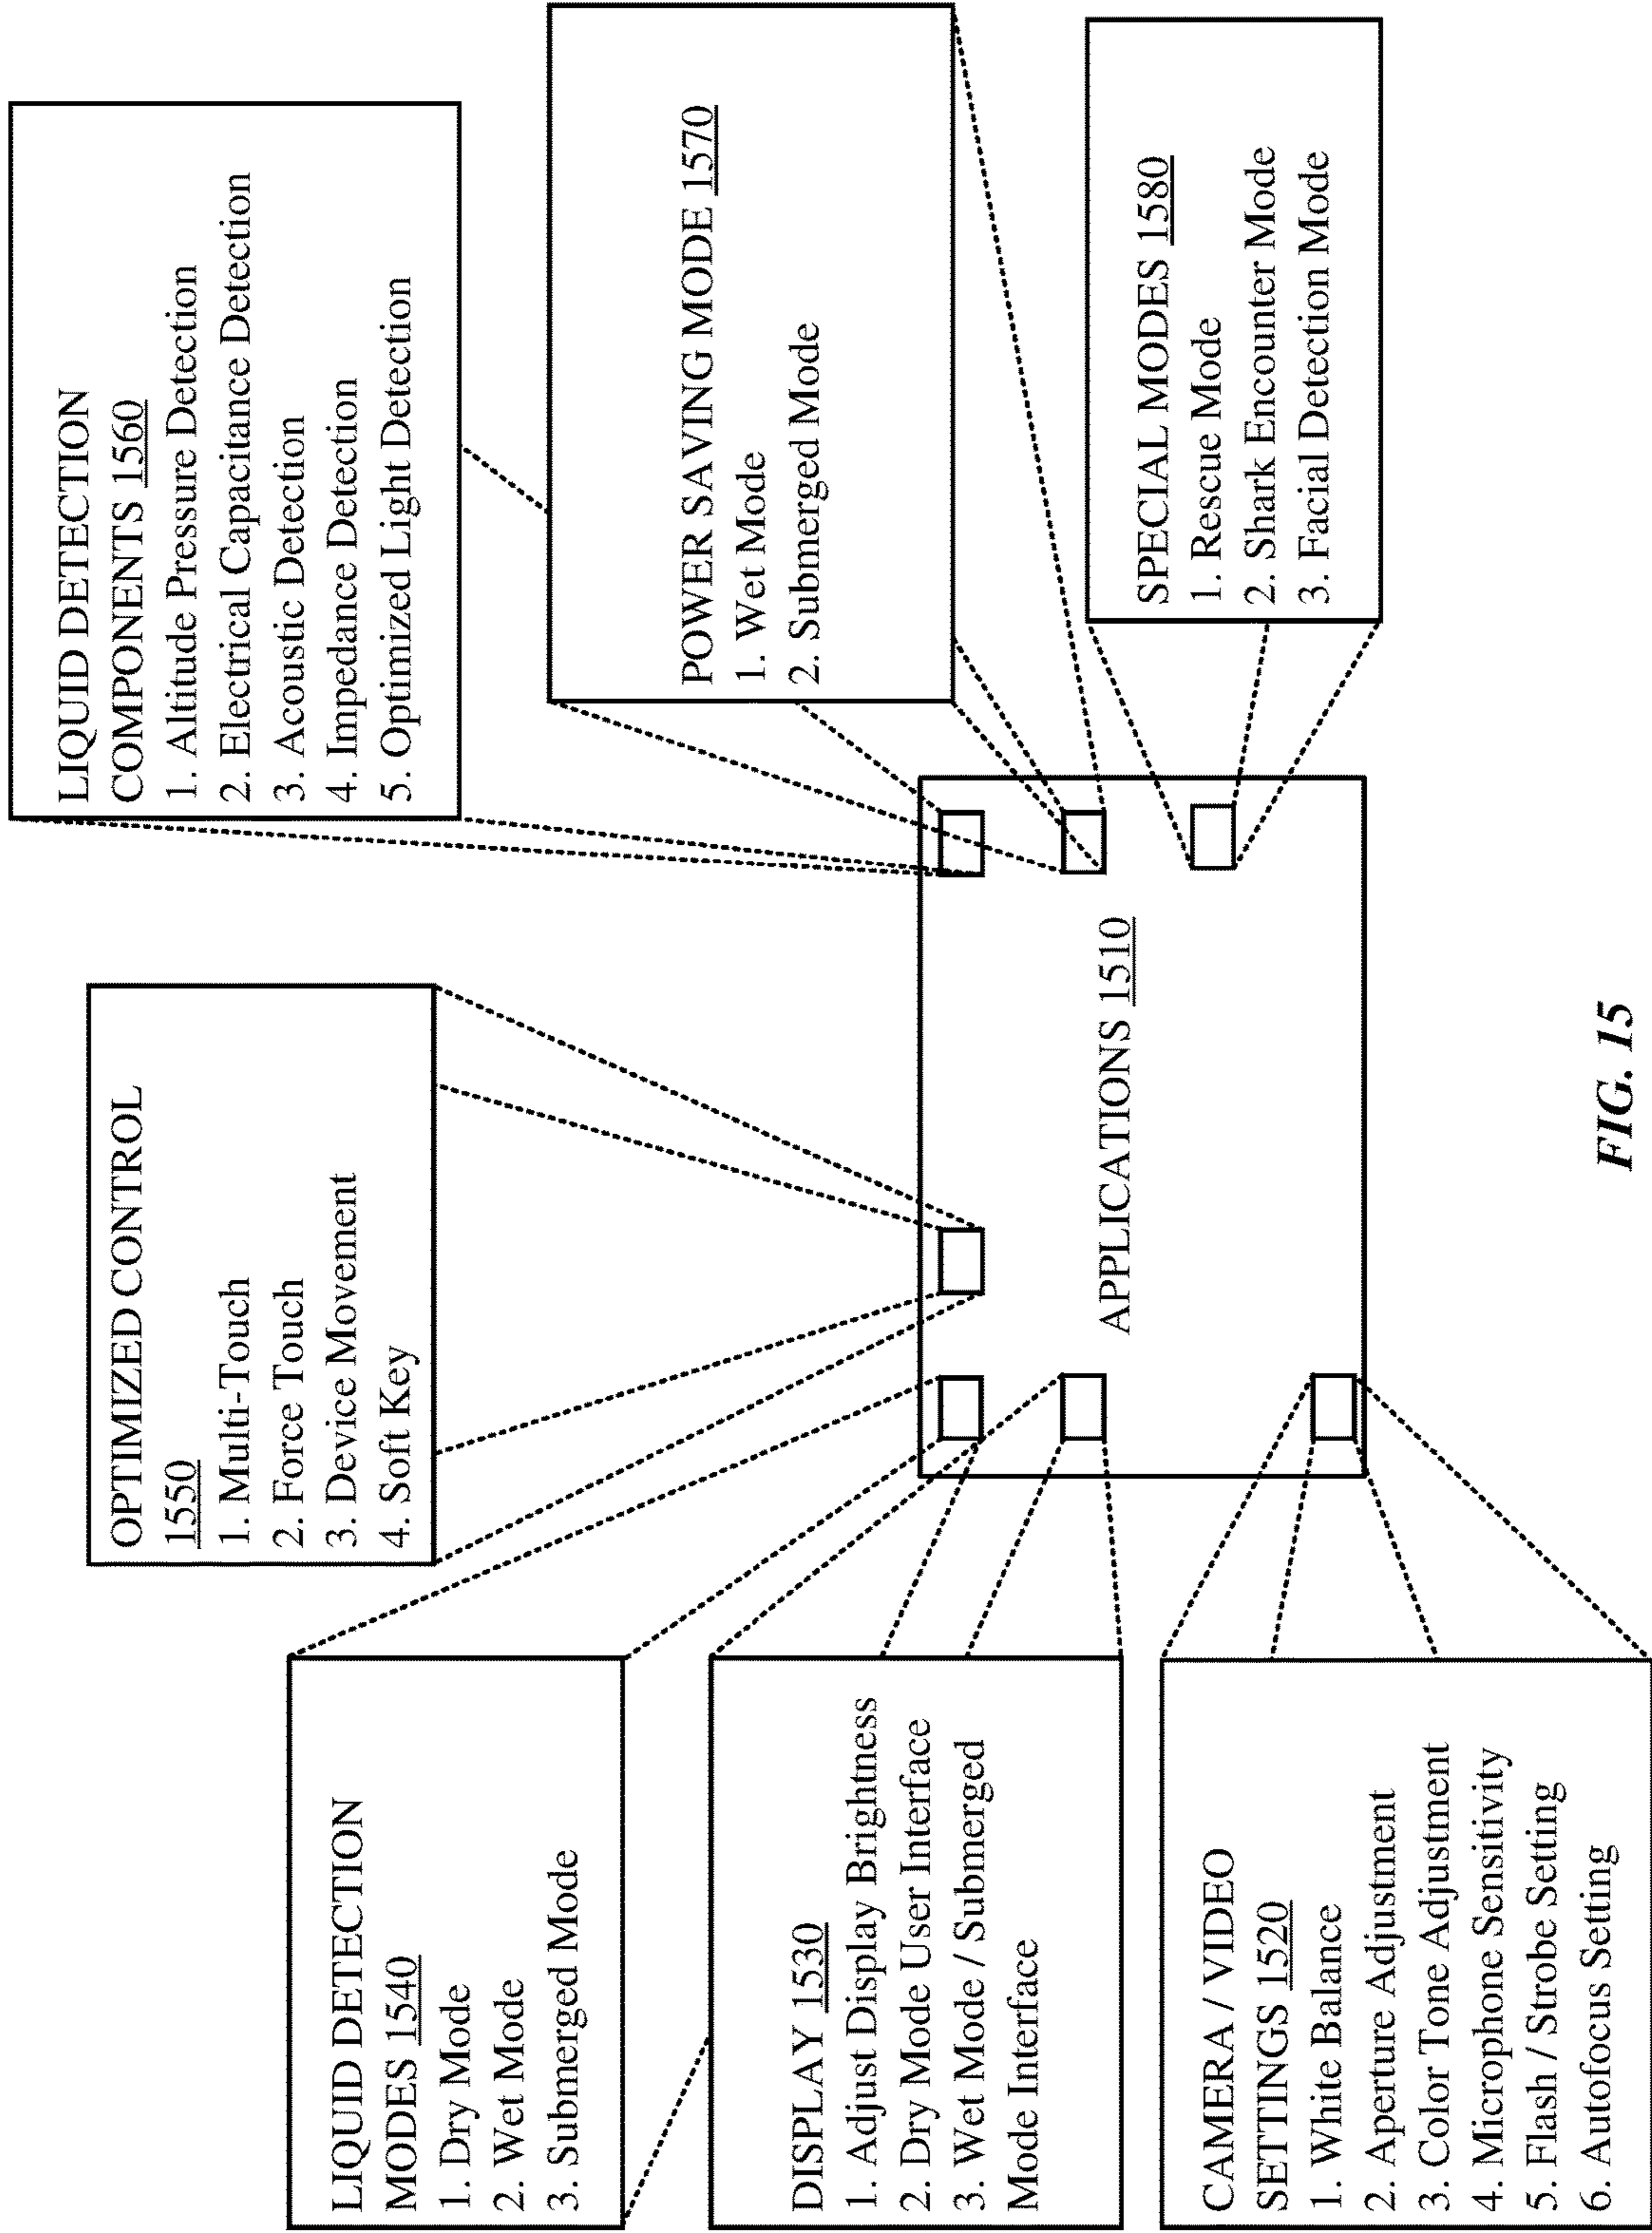 LIQUID DETECTION
MODES 1540
1. Dry Mode
2. Wet Mode
3. Submerged Mode
DISPLAY 1530
1. Adjust Display Brightness
2. Dry Mode User Interface
3. Wet Mode / Submerged
Mode Interface
CAMERA / VIDEO
SETTINGS 1520
1. White Balance
2. Aperture Adjustment
3. Color Tone Adjustment
4. Microphone Sensitivity
5. Flash / Strobe Setting
6. Autofocus Setting
OPTIMIZED CONTROL
1550
1. Multi-Touch
2. Force Touch
3. Device Movement
4. Soft Key
APPLICATIONS 1510
LIQUID DETECTION
COMPONENTS 1560
1. Altitude Pressure Detection
2. Electrical Capacitance Detection
3. Acoustic Detection
4. Impedance Detection
5. Optimized Light Detection
POWER SAVING MODE 1570
1. Wet Mode
2. Submerged Mode
SPECIAL MODES 1580
1. Rescue Mode
2. Shark Encounter Mode
3. Facial Detection Mode
FIG. 15